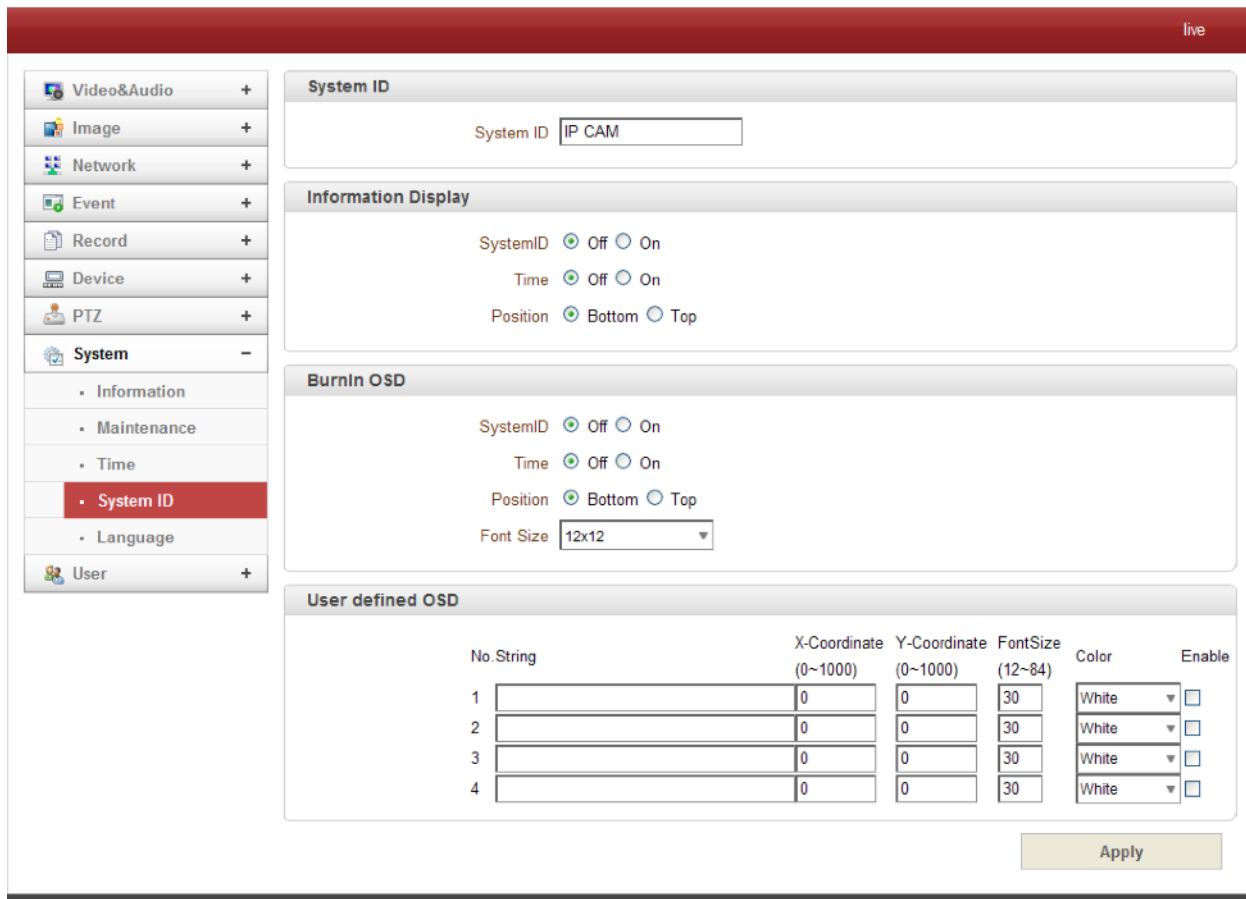 live
Video&Audio +
Image +
Network +
Event +
Record +
Device +
PTZ +
System −
Information
Maintenance
Time
System ID
Language
User +
System ID
System ID IP CAM
Information Display
SystemID Off On
Time Off On
Position Bottom Top
BurnIn OSD
SystemID Off On
Time Off On
Position Bottom Top
Font Size 12x12
User defined OSD
No. String X-Coordinate (0~1000) Y-Coordinate (0~1000) FontSize (12~84) Color Enable
1 0 0 30 White
2 0 0 30 White
3 0 0 30 White
4 0 0 30 White
Apply